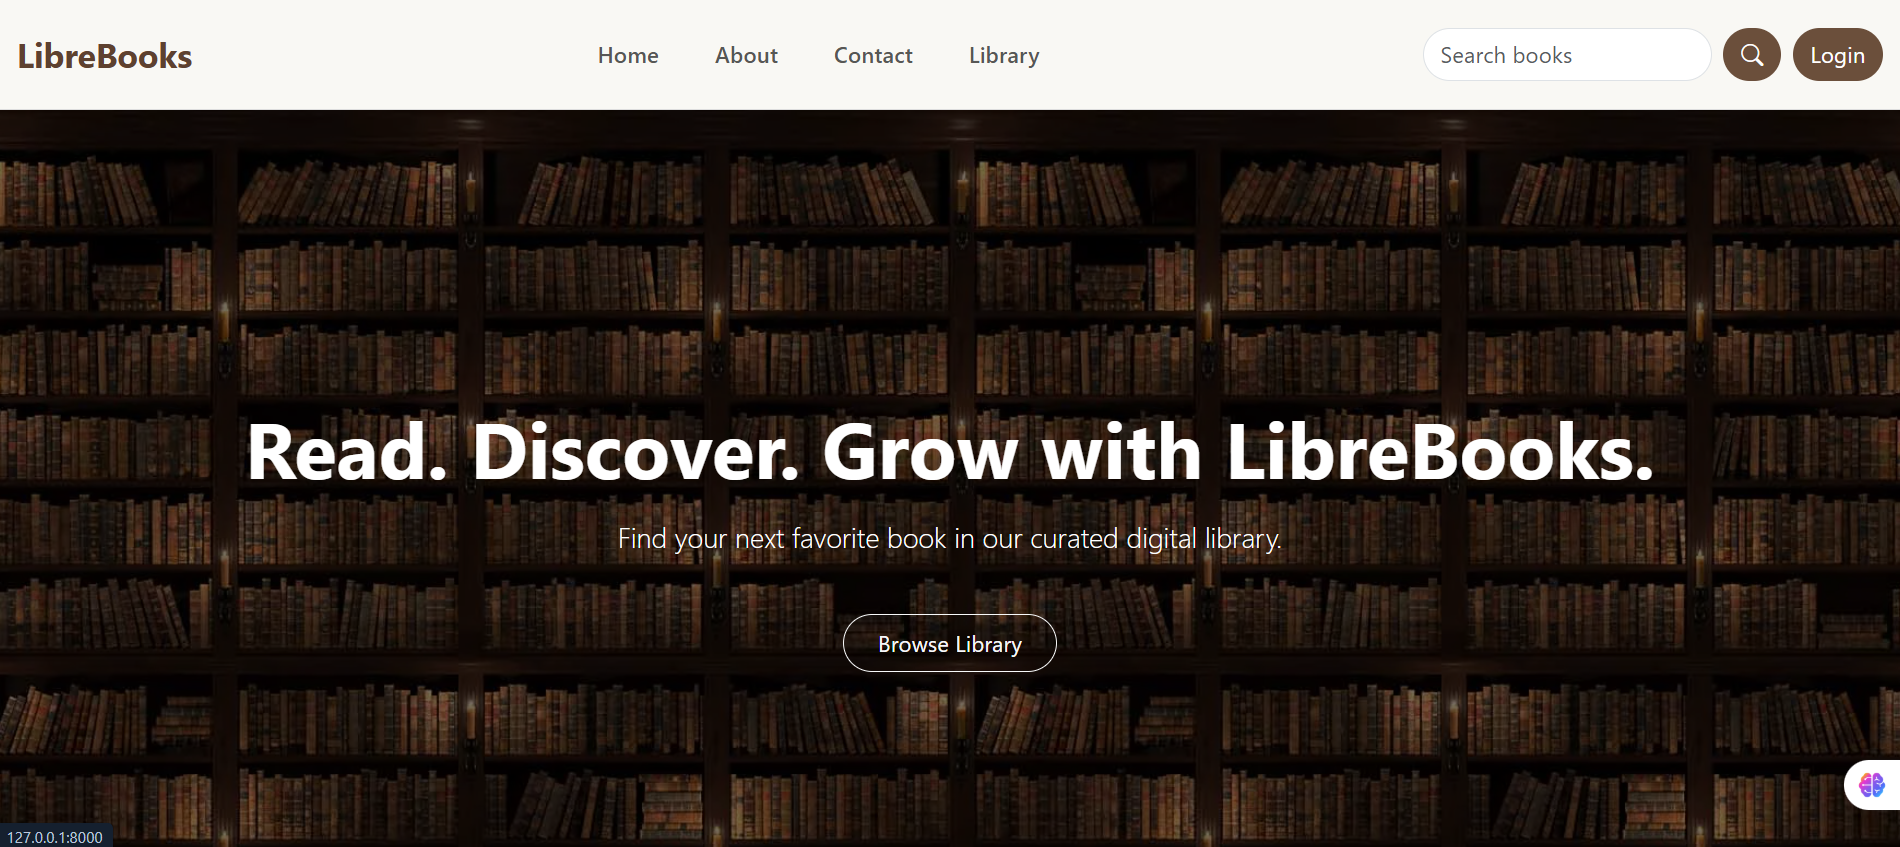 LibreBooks
Home
About
Contact
Library
Search books
Login
Read. Discover. Grow with LibreBooks.
Find your next favorite book in our curated digital library.
Browse Library
127.0.0.1:8000